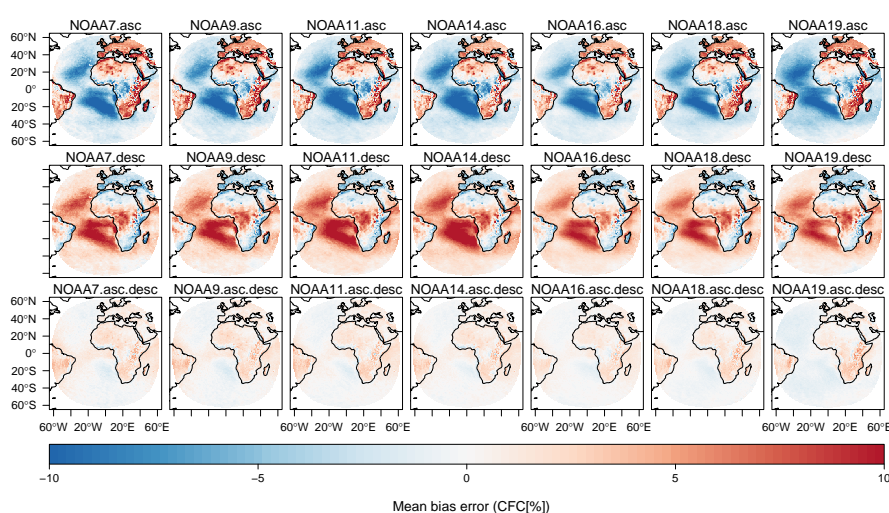 NOAA7.asc NOAA9.asc NOAA11.asc NOAA14.asc NOAA16.asc NOAA18.asc NOAA19.asc
60°N
40°N
20°N
0°
20°S
40°S
60°S
NOAA7.desc NOAA9.desc NOAA11.desc NOAA14.desc NOAA16.desc NOAA18.desc NOAA19.desc
NOAA7.asc.desc NOAA9.asc.desc NOAA11.asc.desc NOAA14.asc.desc NOAA16.asc.desc NOAA18.asc.desc NOAA19.asc.desc
60°N
40°N
20°N
0°
20°S
40°S
60°S
60°W 20°W 20°E 60°E 60°W 20°W 20°E 60°E 60°W 20°W 20°E 60°E 60°W 20°W 20°E 60°E
−10 −5 0 5 10
Mean bias error (CFC[%])